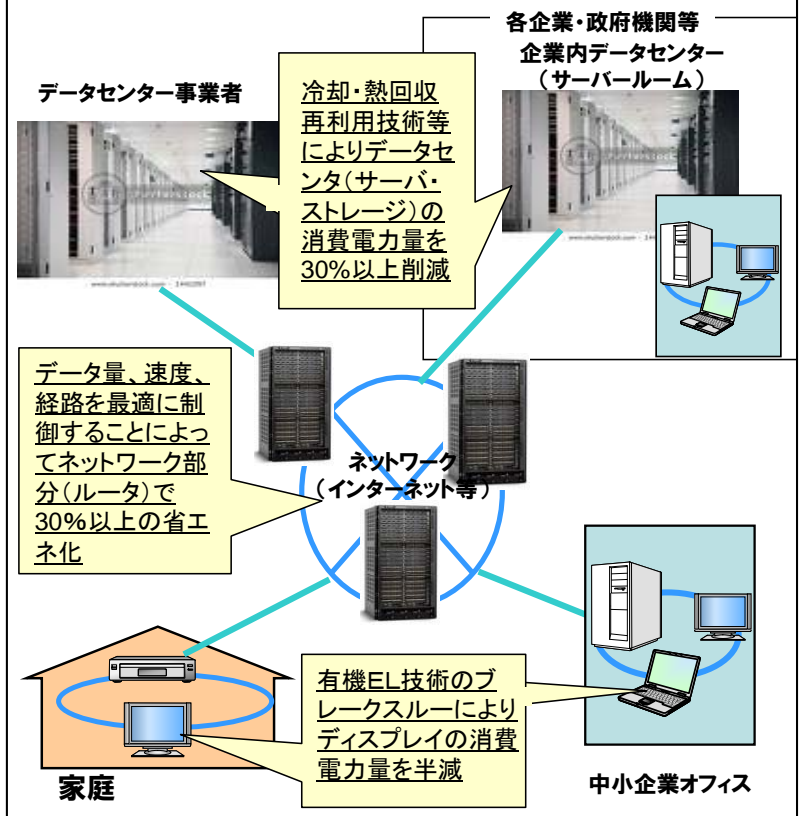 各企業・政府機関等
企業内データセンター
(サーバールーム)
データセンター事業者
冷却・熱回収
再利用技術等
によりデータセ
ンタ(サーバ・
ストレージ)の
消費電力量を
30%以上削減
データ量、速度、
経路を最適に制
御することによっ
てネットワーク部
分(ルータ)で
30%以上の省エ
ネ化
ネットワーク
(インターネット等)
有機EL技術のブ
レークスルーにより
ディスプレイの消費
電力量を半減
家庭
中小企業オフィス